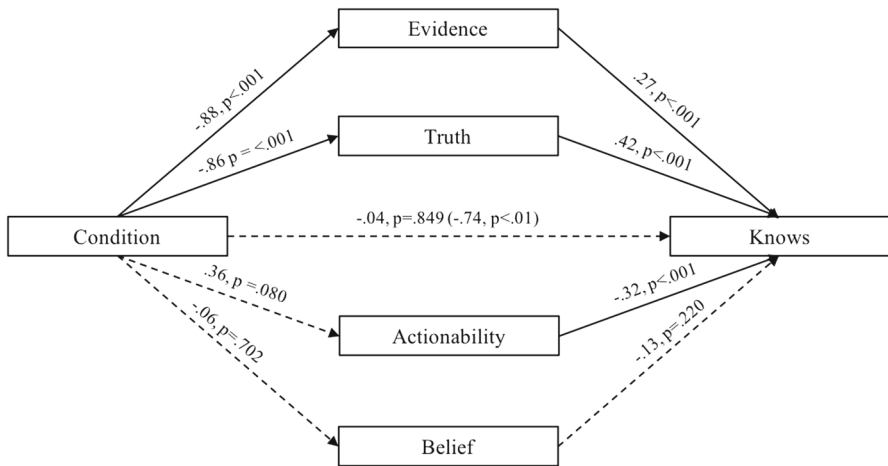 Evidence
-.88, p<.001
.27, p<.001
Truth
-.86 p = <.001
.42, p<.001
Condition
-.04, p=.849 (-.74, p<.01)
Knows
.36, p =.080
-.32, p<.001
Actionability
-.06, p=.702
-.13, p=.220
Belief